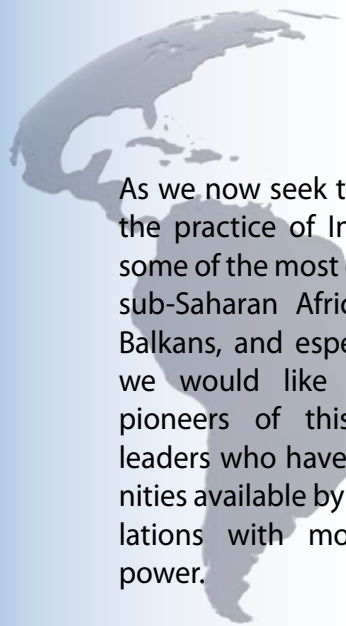 As we now seek t
the practice of In
some of the most
sub-Saharan Afric
Balkans, and espe
we would like
pioneers of this
leaders who have
nities available by
lations with mo
power.